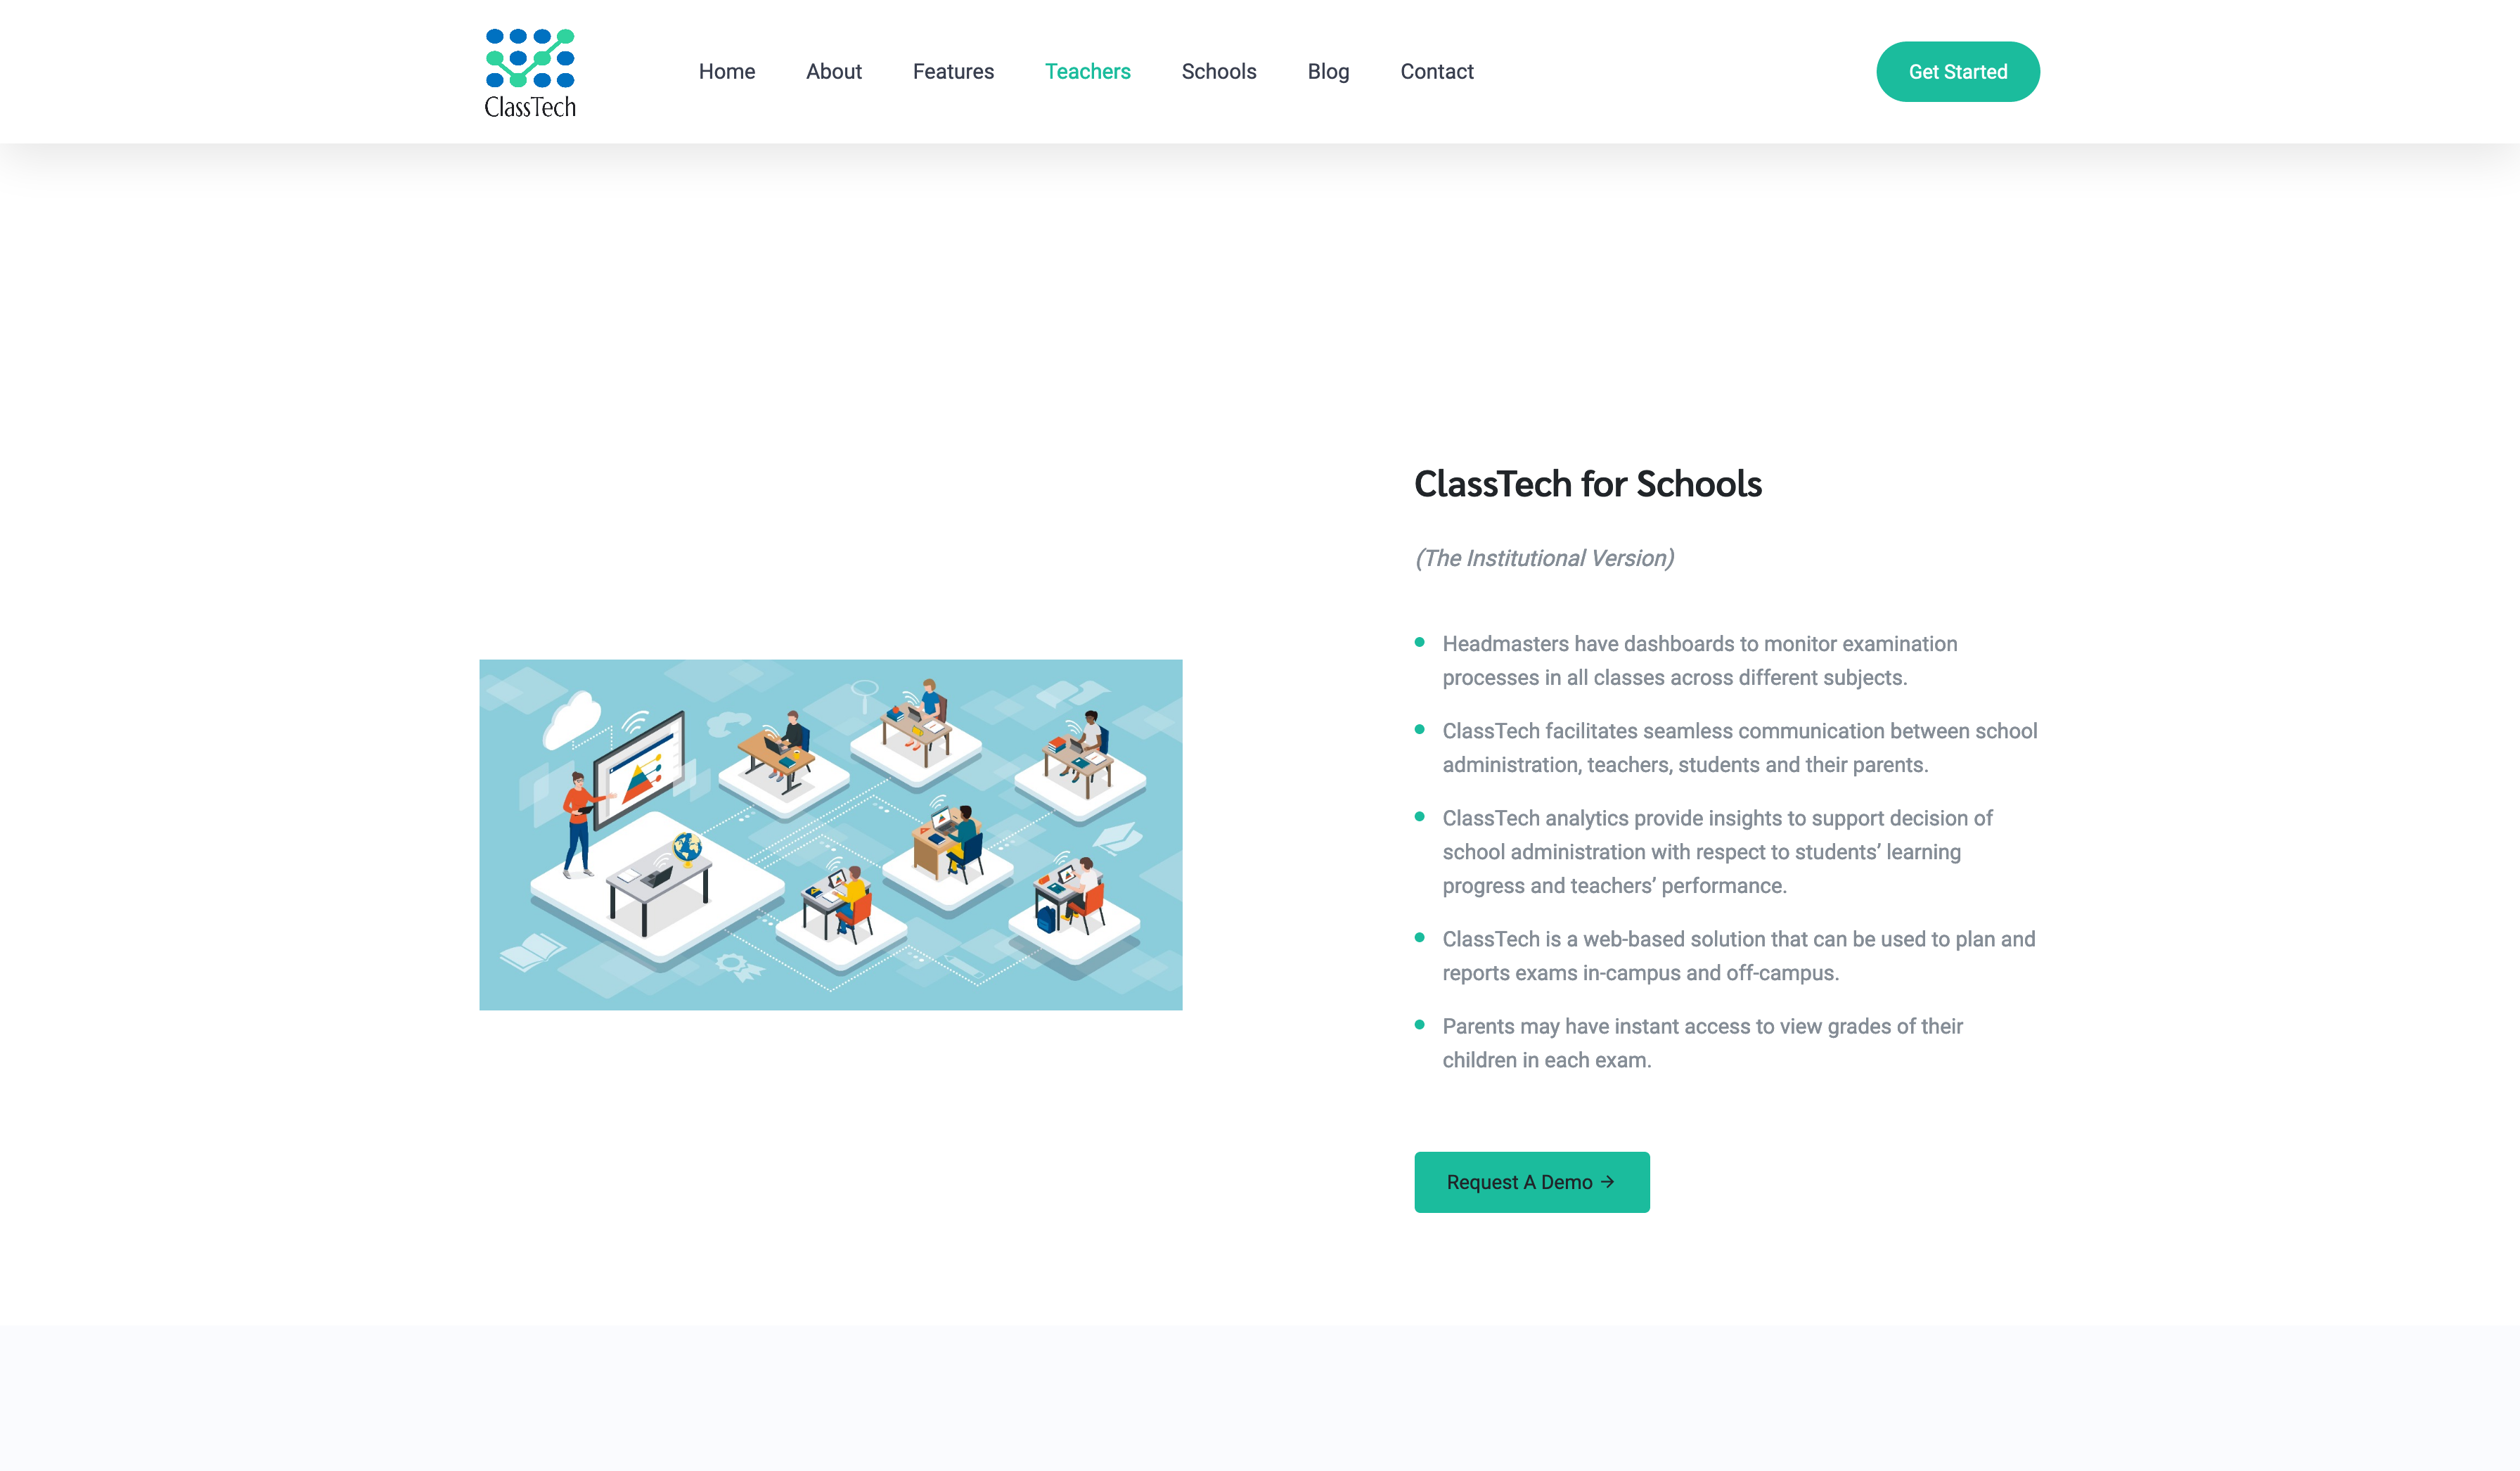 ClassTech
Home
About
Features
Teachers
Schools
Blog
Contact
Get Started
ClassTech for Schools
(The Institutional Version)
Headmasters have dashboards to monitor examination
processes in all classes across different subjects.
ClassTech facilitates seamless communication between school
administration, teachers, students and their parents.
ClassTech analytics provide insights to support decision of
school administration with respect to students’ learning
progress and teachers’ performance.
ClassTech is a web-based solution that can be used to plan and
reports exams in-campus and off-campus.
Parents may have instant access to view grades of their
children in each exam.
Request A Demo →